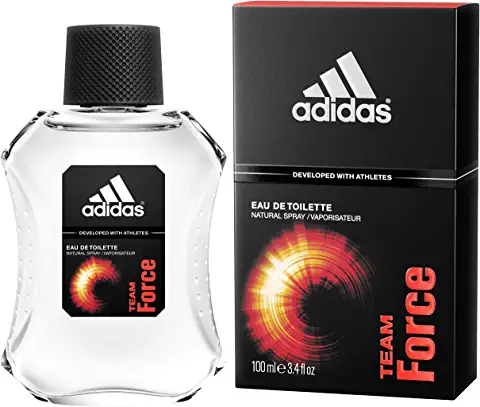 adidas
DEVELOPED WITH ATHLETES
EAU DE TOILETTE
NATURAL SPRAY / VAPORISATEUR
TEAM
Force
adidas
DEVELOPED WITH ATHLETES
EAU DE TOILETTE
NATURAL SPRAY / VAPORISATEUR
TEAM
Force
100 ml ℮ 3.4 fl oz